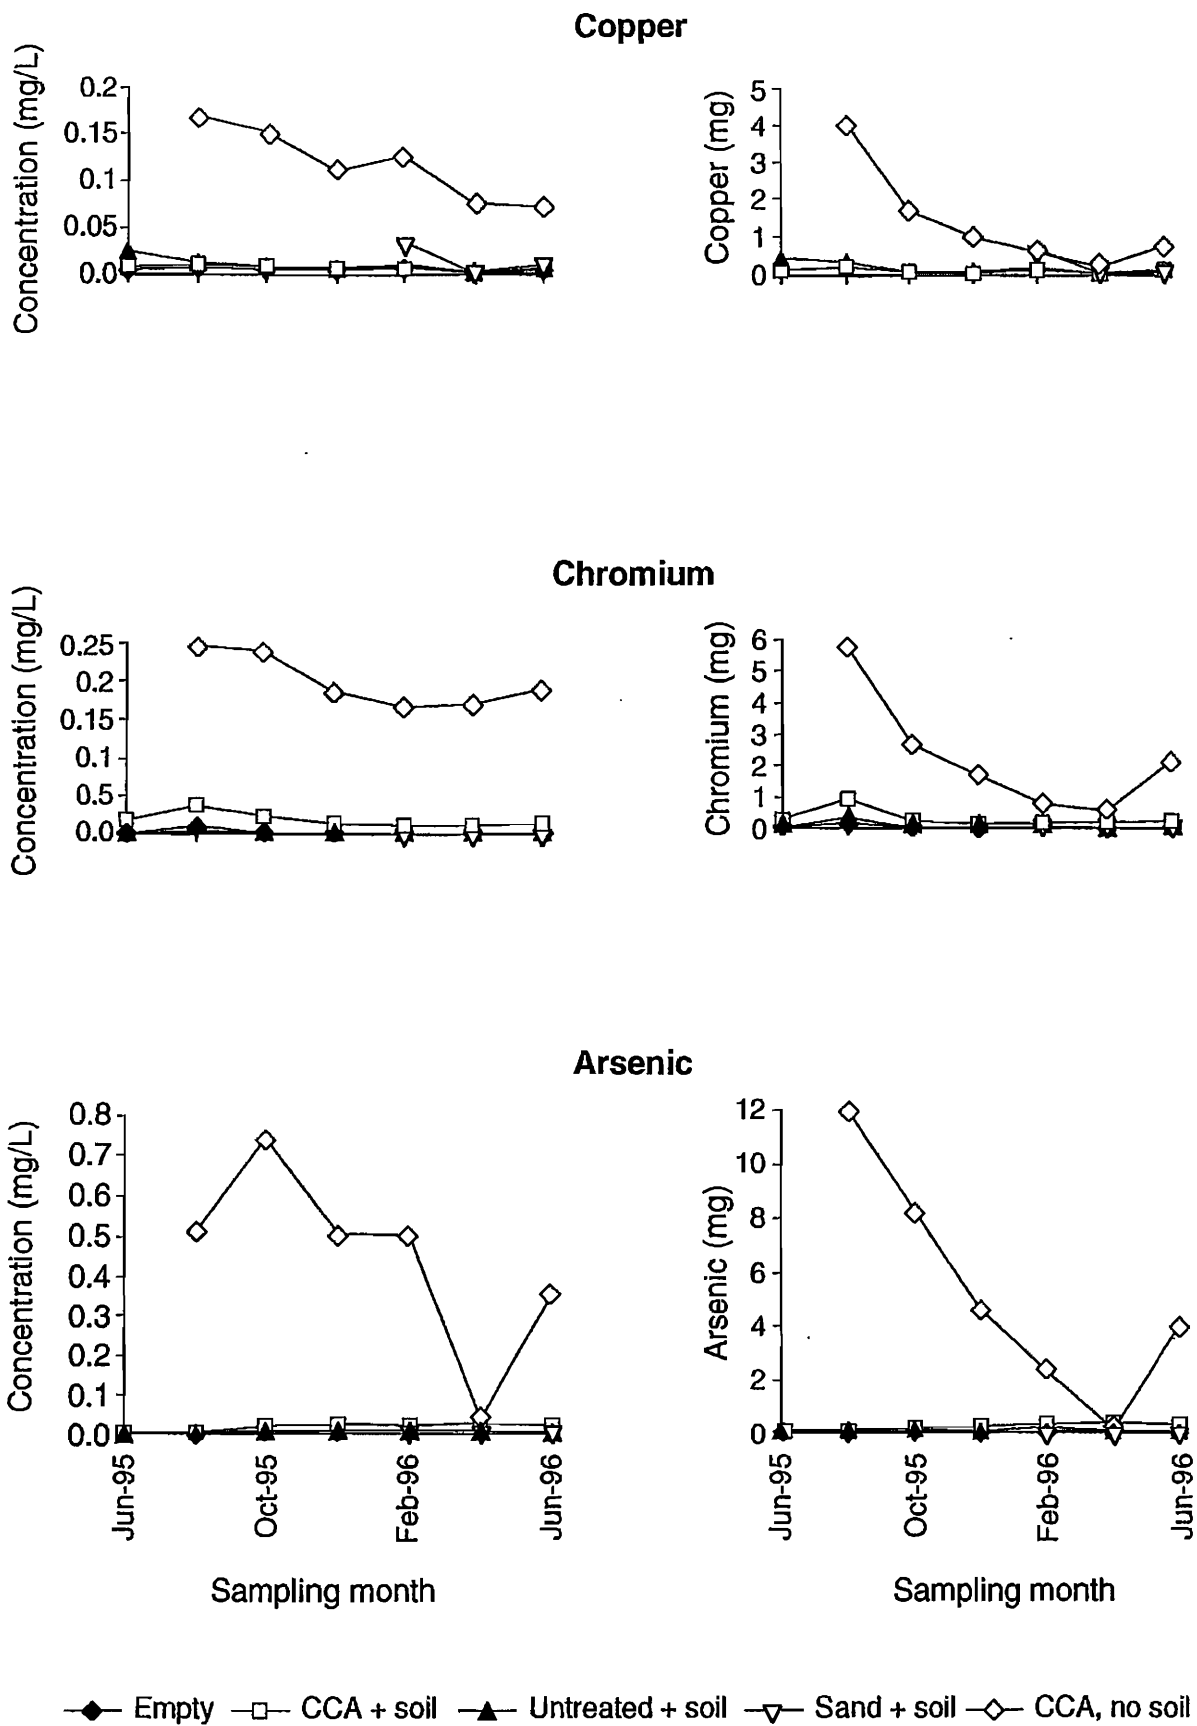 Copper
Concentration (mg/L)
0.2
0.15
0.1
0.05
0.0
Copper (mg)
5
4
3
2
1
0
Chromium
Concentration (mg/L)
0.25
0.2
0.15
0.1
0.5
0.0
Chromium (mg)
6
5
4
3
2
1
0
Arsenic
Concentration (mg/L)
0.8
0.7
0.6
0.5
0.4
0.3
0.2
0.1
0.0
Jun-95
Oct-95
Feb-96
Jun-96
Sampling month
Arsenic (mg)
12
10
8
6
4
2
0
Jun-95
Oct-95
Feb-96
Jun-96
Sampling month
Empty CCA + soil Untreated + soil Sand + soil CCA, no soil